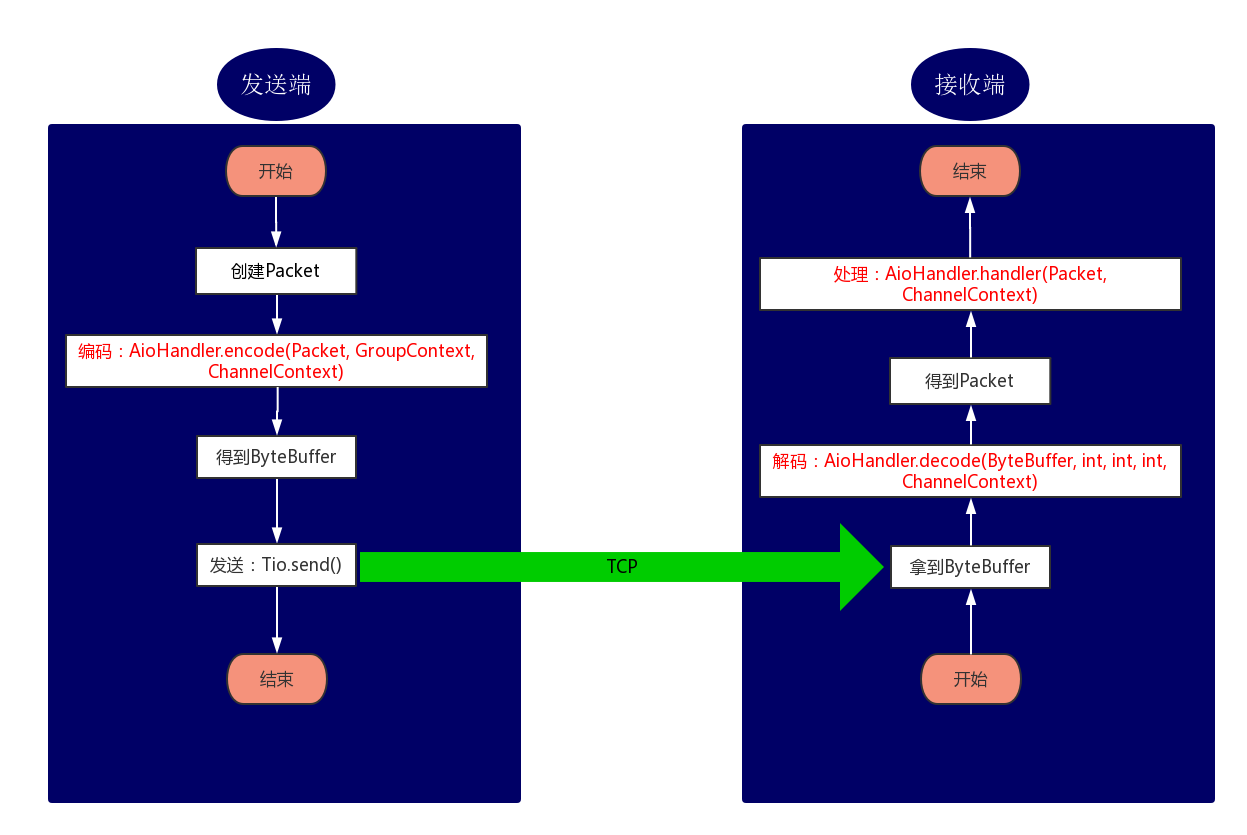 发送端
开始
创建Packet
编码：AioHandler.encode(Packet, GroupContext,
ChannelContext)
得到ByteBuffer
发送：Tio.send()
结束
TCP
接收端
结束
处理：AioHandler.handler(Packet,
ChannelContext)
得到Packet
解码：AioHandler.decode(ByteBuffer, int, int, int,
ChannelContext)
拿到ByteBuffer
开始